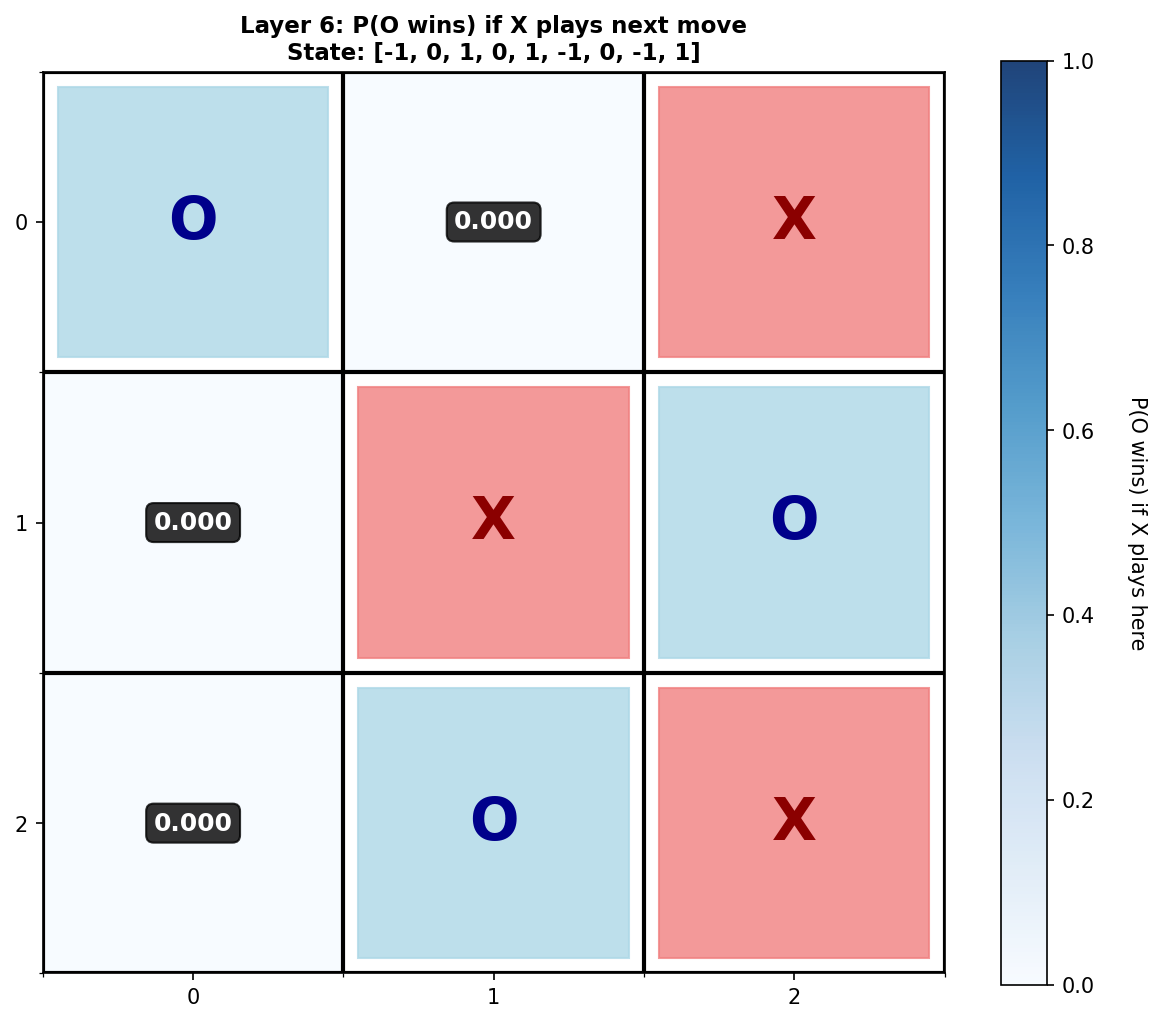 Layer 6: P(O wins) if X plays next move
State: [-1, 0, 1, 0, 1, -1, 0, -1, 1]
0
O
0.000
X
1
0.000
X
O
2
0.000
O
X
0
1
2
1.0
0.8
0.6
0.4
0.2
0.0
P(O wins) if X plays here